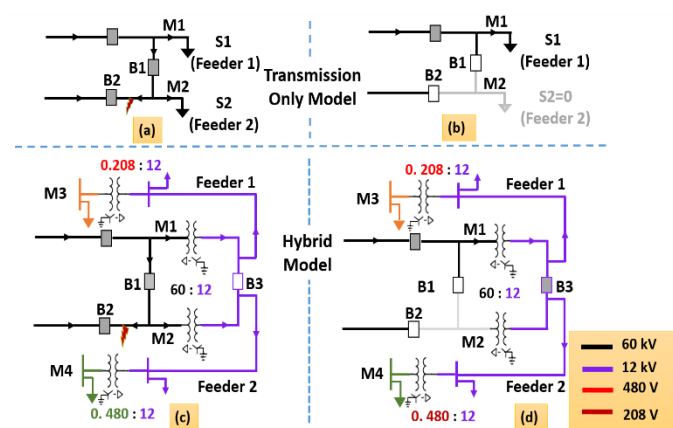 M1
S1
(Feeder 1)
B1
B2
M2
S2
(Feeder 2)
(a)
Transmission
Only Model
M1
S1
(Feeder 1)
B1
B2
M2
S2=0
(Feeder 2)
(b)
0.208 : 12
M3
Feeder 1
M1
B1
60 : 12
B3
B2
M2
M4
Feeder 2
0. 480 : 12
(c)
Hybrid
Model
0. 208 : 12
M3
Feeder 1
M1
B1
60 : 12
B3
B2
M2
M4
Feeder 2
0. 480 : 12
(d)
60 kV
12 kV
480 V
208 V